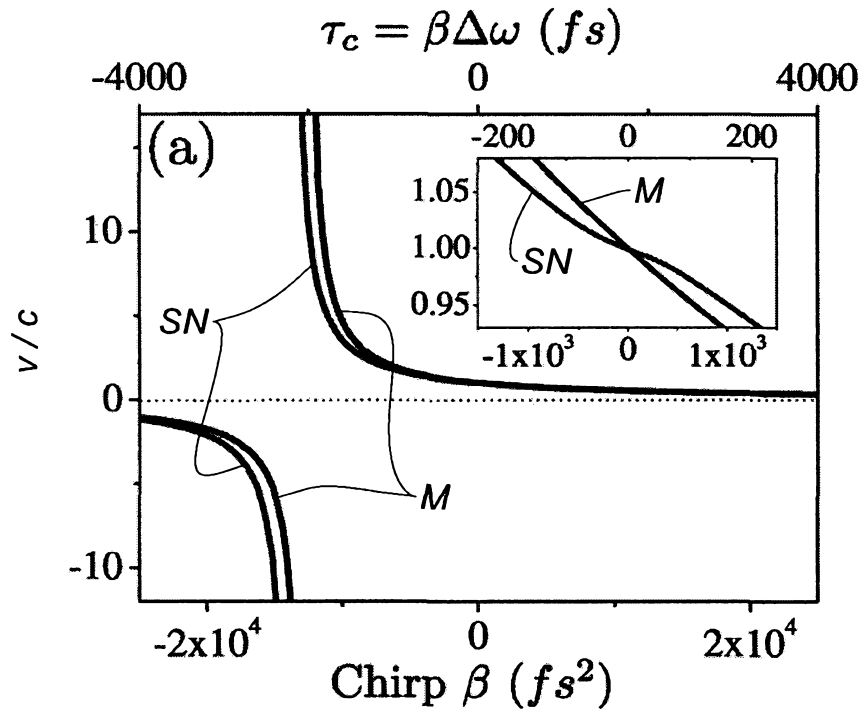 τ_c = βΔω (fs)
-4000 0 4000
(a)
-200 0 200
10
1.05
M
1.00
SN
0.95
SN
-1x10³ 0 1x10³
v/c
0
M
-10
-2x10⁴ 0 2x10⁴
Chirp β (fs²)